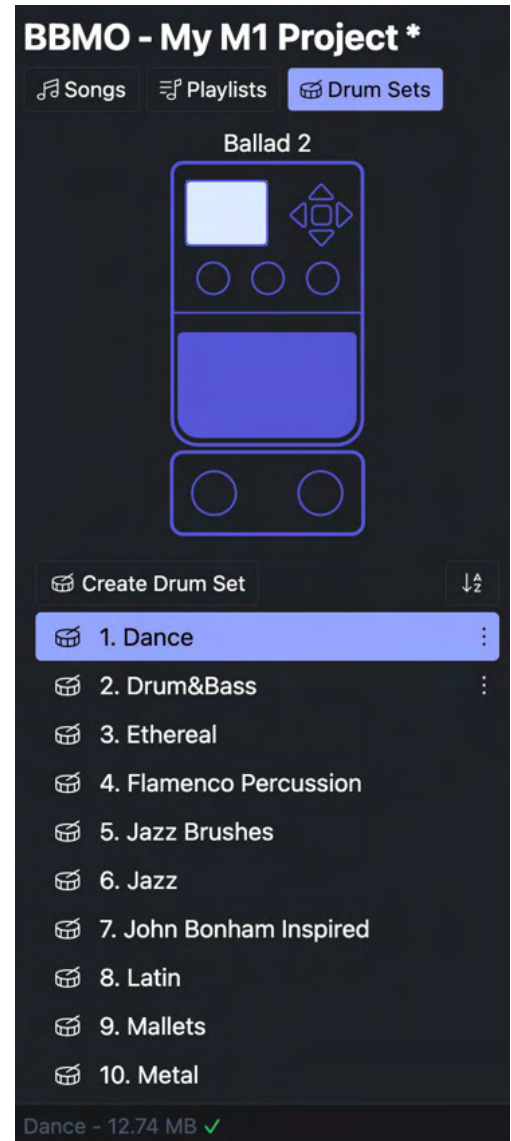 BBMO - My M1 Project *
Songs Playlists Drum Sets
Ballad 2
Create Drum Set AZ
1. Dance
2. Drum&Bass
3. Ethereal
4. Flamenco Percussion
5. Jazz Brushes
6. Jazz
7. John Bonham Inspired
8. Latin
9. Mallets
10. Metal
Dance - 12.74 MB ✓